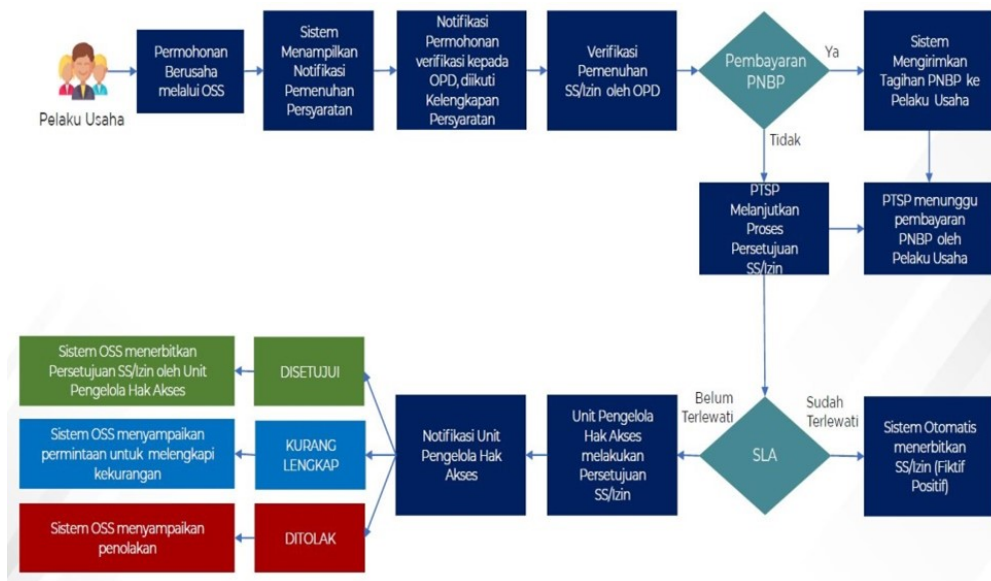 Pelaku Usaha
Permohonan
Berusaha
melalui OSS
Sistem
Menampilkan
Notifikasi
Pemenuhan
Persyaratan
Notifikasi
Permohonan
verifikasi kepada
OPD, diikuti
Kelengkapan
Persyaratan
Verifikasi
Pemenuhan
SS/Izin oleh OPD
Pembayaran
PNBP
Ya
Sistem
Mengirimkan
Tagihan PNBP ke
Pelaku Usaha
Tidak
PTSP
Melanjutkan
Proses
Persetujuan
SS/Izin
PTSP menunggu
pembayaran
PNBP oleh
Pelaku Usaha
SLA
Sudah
Terlewati
Sistem Otomatis
menerbitkan
SS/Izin (Fiktif
Positif)
Belum
Terlewati
Unit Pengelola
Hak Akses
melakukan
Persetujuan
SS/Izin
Notifikasi Unit
Pengelola Hak
Akses
DISETUJUI
Sistem OSS menerbitkan
Persetujuan SS/Izin oleh Unit
Pengelola Hak Akses
KURANG
LENGKAP
Sistem OSS menyampaikan
permintaan untuk melengkapi
kekurangan
DITOLAK
Sistem OSS menyampaikan
penolakan